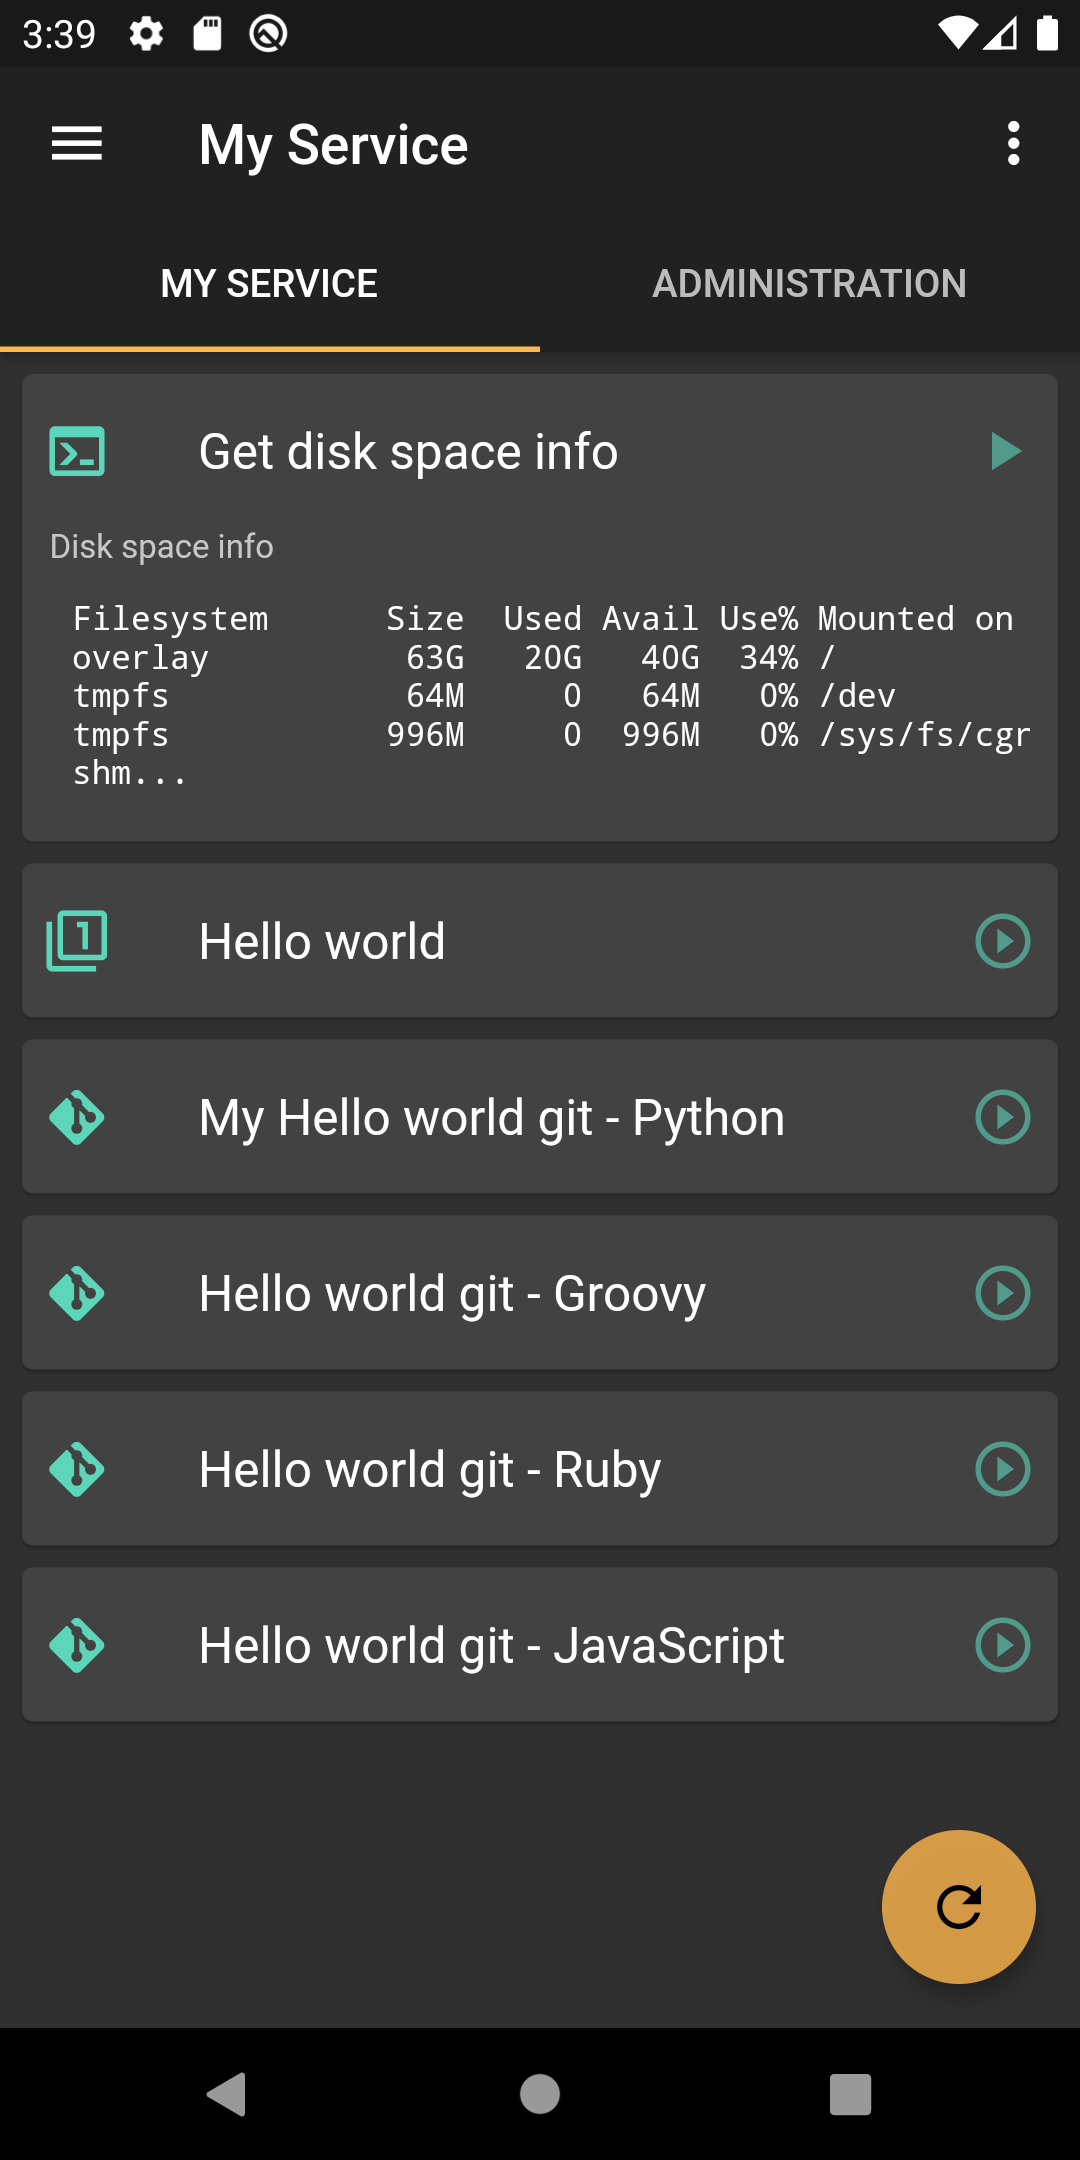 3:39
My Service
MY SERVICE
ADMINISTRATION
Get disk space info
Disk space info
Filesystem      Size  Used Avail Use% Mounted on
overlay          63G   20G   40G  34% /
tmpfs            64M     0   64M   0% /dev
tmpfs           996M     0  996M   0% /sys/fs/cgr
shm...
1
Hello world
My Hello world git - Python
Hello world git - Groovy
Hello world git - Ruby
Hello world git - JavaScript